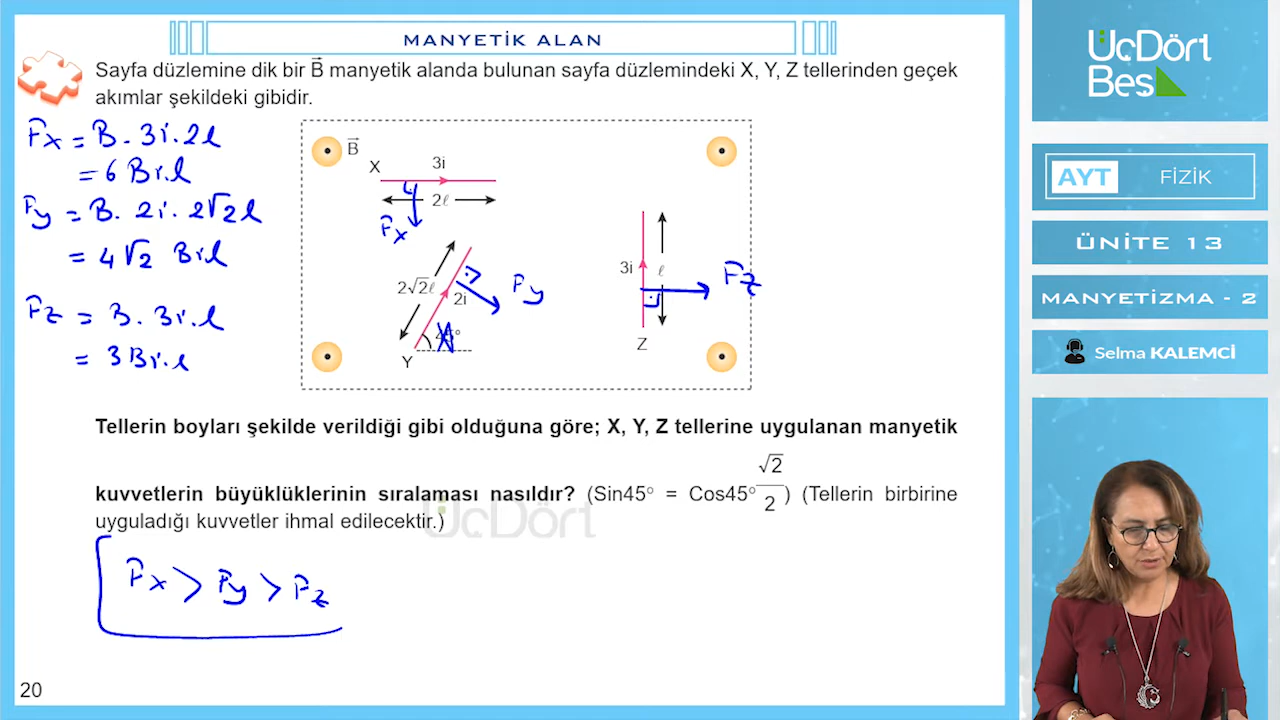 MANYETİK ALAN
Sayfa düzlemine dik bir B⃗ manyetik alanda bulunan sayfa düzlemindeki X, Y, Z tellerinden geçek
akımlar şekildeki gibidir.
Fx = B. 3i. 2ℓ
= 6 Bi.ℓ
Fy = B. 2i. 2√2 ℓ
= 4√2 Biℓ
Fz = B. 3i.ℓ
= 3Bi.ℓ
B⃗
X
3i
2ℓ
Fx
2√2ℓ
2i
Fy
45°
Y
3i
ℓ
Fz
Z
Tellerin boyları şekilde verildiği gibi olduğuna göre; X, Y, Z tellerine uygulanan manyetik
kuvvetlerin büyüklüklerinin sıralaması nasıldır? (Sin45° = Cos45° √2/2) (Tellerin birbirine
uyguladığı kuvvetler ihmal edilecektir.)
ÜçDört
Fx > Fy > Fz
20
ÜçDört
Beş
AYT FİZİK
ÜNİTE 13
MANYETİZMA - 2
Selma KALEMCİ